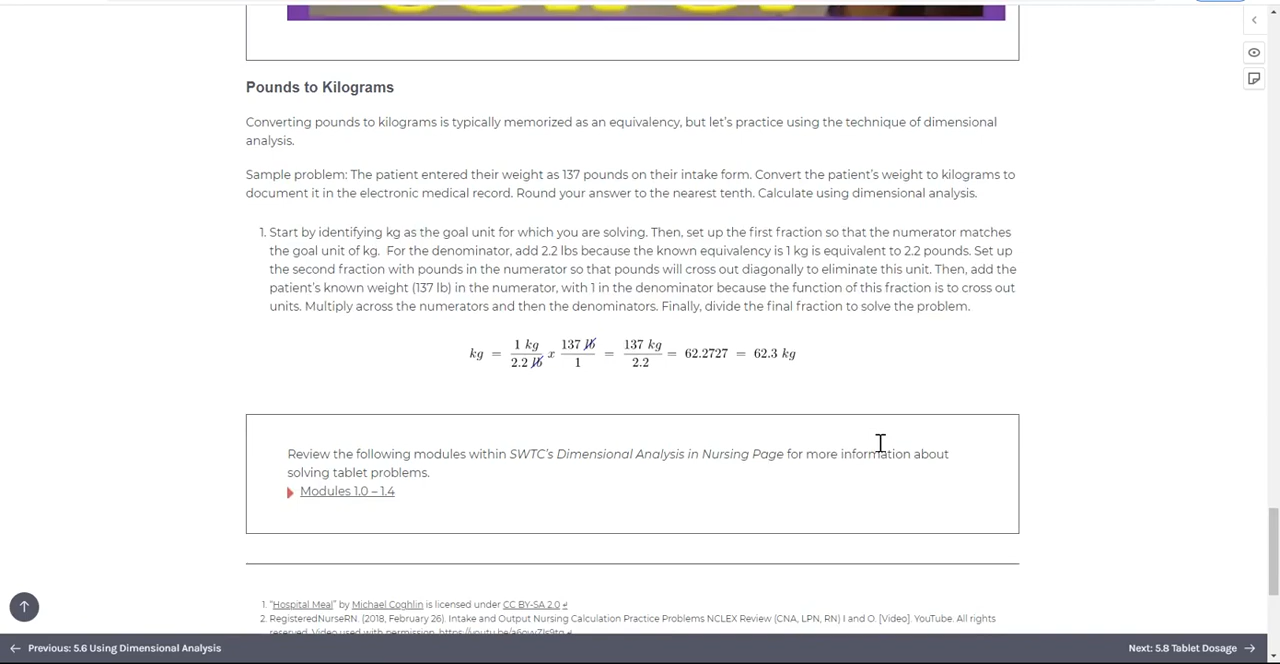 Pounds to Kilograms
Converting pounds to kilograms is typically memorized as an equivalency, but let's practice using the technique of dimensional
analysis.
Sample problem: The patient entered their weight as 137 pounds on their intake form. Convert the patient's weight to kilograms to
document it in the electronic medical record. Round your answer to the nearest tenth. Calculate using dimensional analysis.
1. Start by identifying kg as the goal unit for which you are solving. Then, set up the first fraction so that the numerator matches
the goal unit of kg. For the denominator, add 2.2 lbs because the known equivalency is 1 kg is equivalent to 2.2 pounds. Set up
the second fraction with pounds in the numerator so that pounds will cross out diagonally to eliminate this unit. Then, add the
patient's known weight (137 lb) in the numerator, with 1 in the denominator because the function of this fraction is to cross out
units. Multiply across the numerators and then the denominators. Finally, divide the final fraction to solve the problem.
kg = 1 kg / 2.2 lb x 137 lb / 1 = 137 kg / 2.2 = 62.2727 = 62.3 kg
Review the following modules within SWTC's Dimensional Analysis in Nursing Page for more information about
solving tablet problems.
Modules 1.0 – 1.4
1. "Hospital Meal" by Michael Coghlin is licensed under CC BY-SA 2.0 ↵
2. RegisteredNurseRN. (2018, February 26). Intake and Output Nursing Calculation Practice Problems NCLEX Review (CNA, LPN, RN) I and O. [Video]. YouTube. All rights
reserved. Video used with permission.
← Previous: 5.6 Using Dimensional Analysis
Next: 5.8 Tablet Dosage →